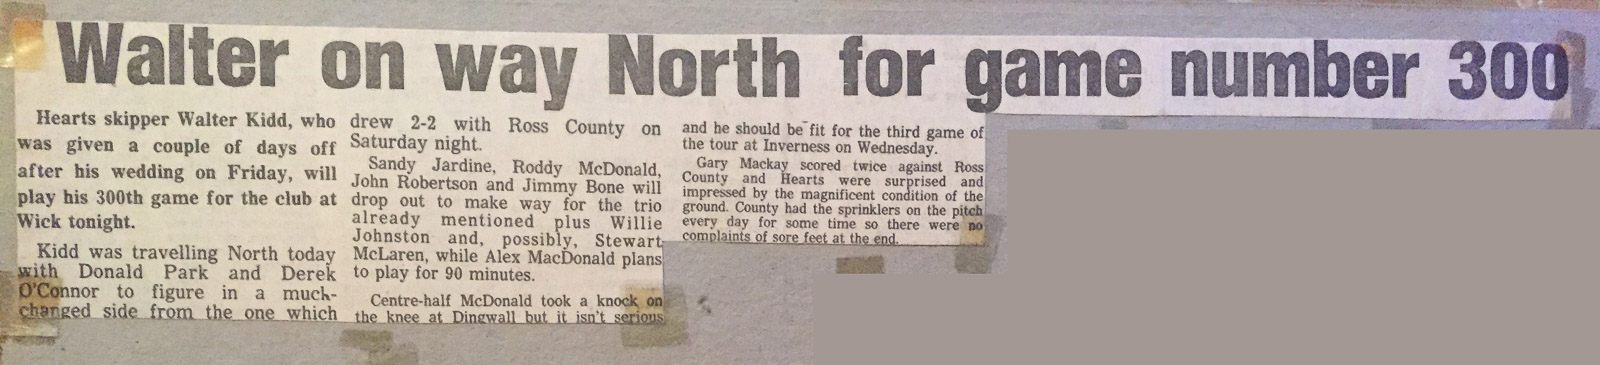 Walter on way North for game number 300
Hearts skipper Walter Kidd, who
was given a couple of days off
after his wedding on Friday, will
play his 300th game for the club at
Wick tonight.
Kidd was travelling North today
with Donald Park and Derek
O'Connor to figure in a much-
changed side from the one which
drew 2-2 with Ross County on
Saturday night.
Sandy Jardine, Roddy McDonald,
John Robertson and Jimmy Bone will
drop out to make way for the trio
already mentioned plus Willie
Johnston and, possibly, Stewart
McLaren, while Alex MacDonald plans
to play for 90 minutes.
Centre-half McDonald took a knock on
the knee at Dingwall but it isn't serious
and he should be fit for the third game of
the tour at Inverness on Wednesday.
Gary Mackay scored twice against Ross
County and Hearts were surprised and
impressed by the magnificent condition of the
ground. County had the sprinklers on the pitch
every day for some time so there were no
complaints of sore feet at the end.